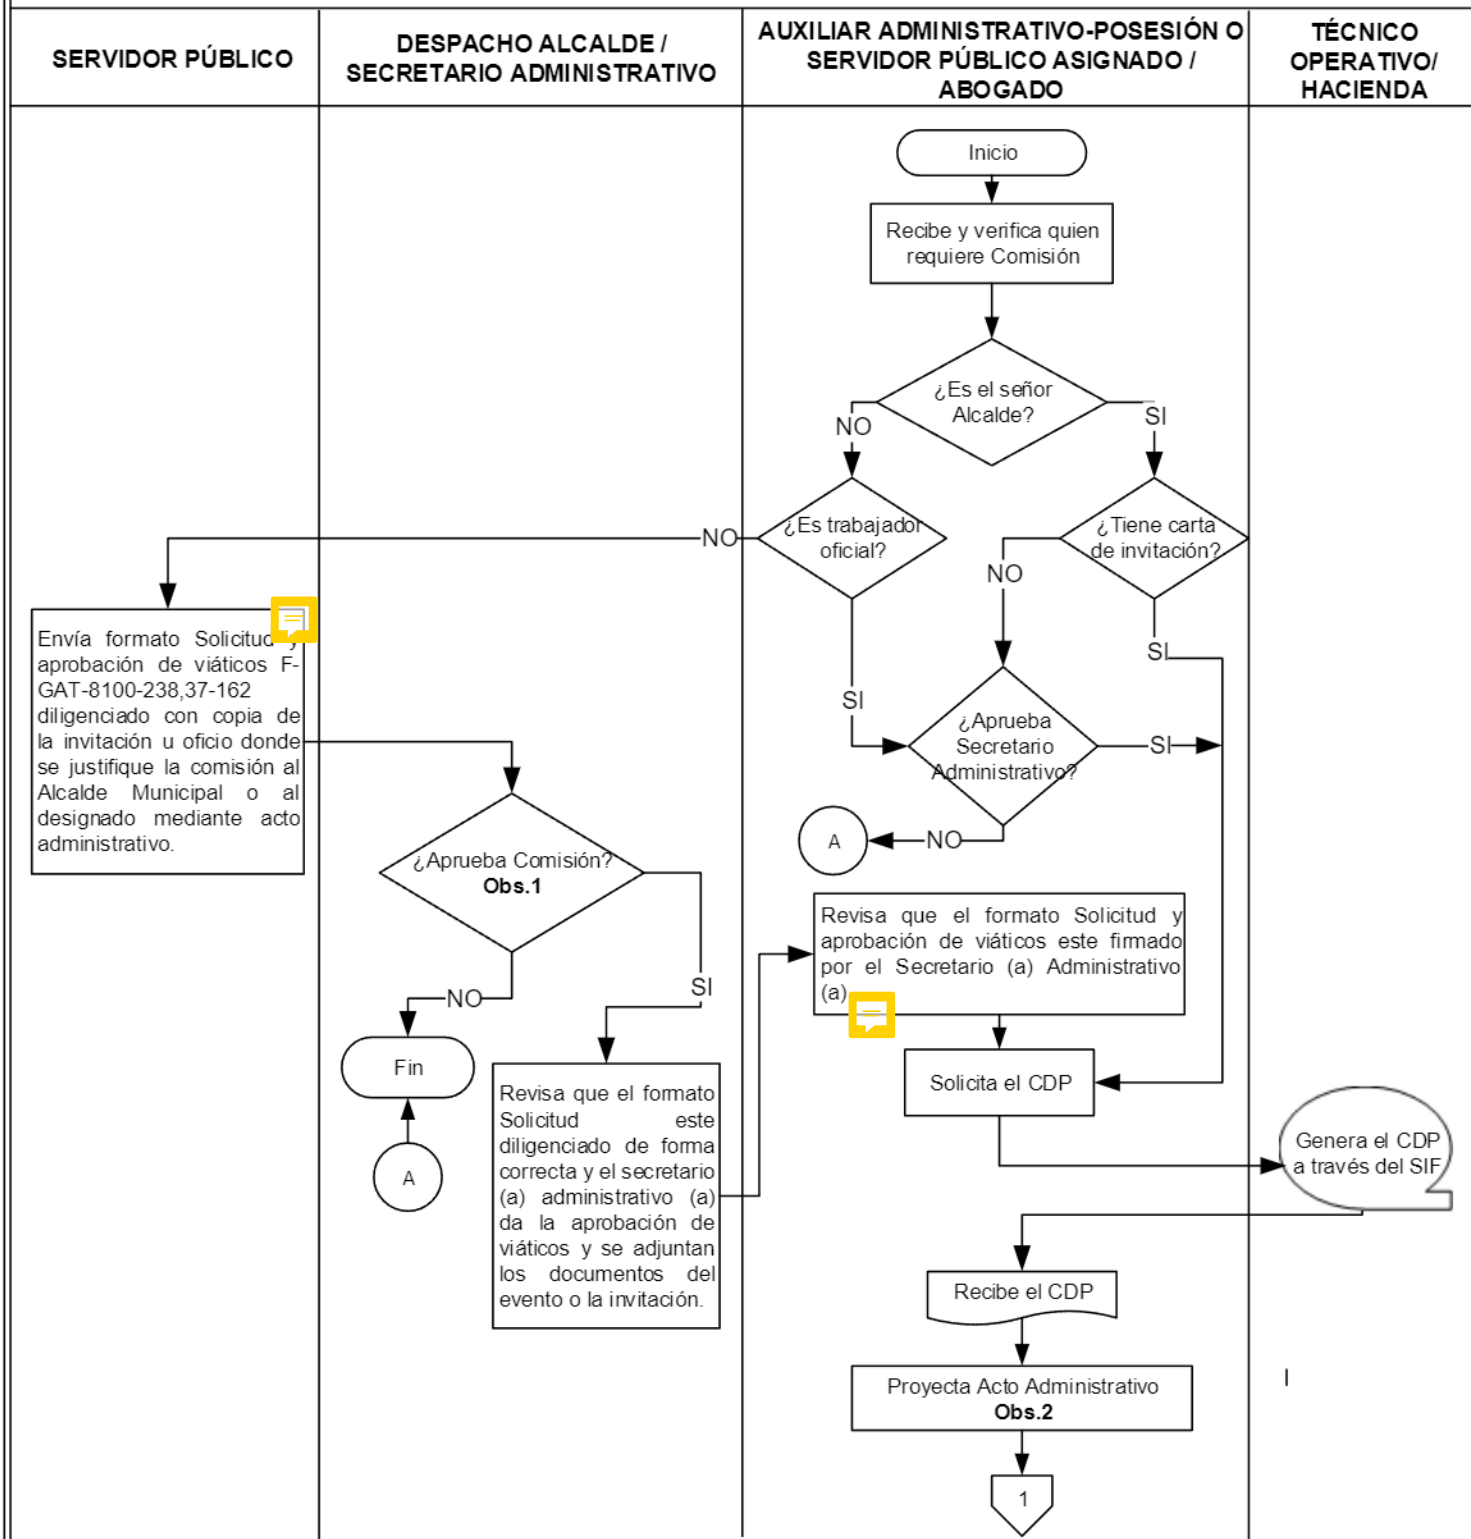 SERVIDOR PÚBLICO
DESPACHO ALCALDE /
SECRETARIO ADMINISTRATIVO
AUXILIAR ADMINISTRATIVO-POSESIÓN O
SERVIDOR PÚBLICO ASIGNADO /
ABOGADO
TÉCNICO
OPERATIVO/
HACIENDA
Inicio
Recibe y verifica quien
requiere Comisión
¿Es el señor
Alcalde?
NO
SI
¿Es trabajador
oficial?
¿Tiene carta
de invitación?
NO
NO
SI
SI
Envía formato Solicitud y
aprobación de viáticos F-
GAT-8100-238,37-162
diligenciado con copia de
la invitación u oficio donde
se justifique la comisión al
Alcalde Municipal o al
designado mediante acto
administrativo.
¿Aprueba
Secretario
Administrativo?
SI
NO
A
¿Aprueba Comisión?
Obs.1
NO
SI
Fin
A
Revisa que el formato
Solicitud este
diligenciado de forma
correcta y el secretario
(a) administrativo (a)
da la aprobación de
viáticos y se adjuntan
los documentos del
evento o la invitación.
Revisa que el formato Solicitud y
aprobación de viáticos este firmado
por el Secretario (a) Administrativo
(a)
Solicita el CDP
Genera el CDP
a través del SIF
Recibe el CDP
Proyecta Acto Administrativo
Obs.2
1